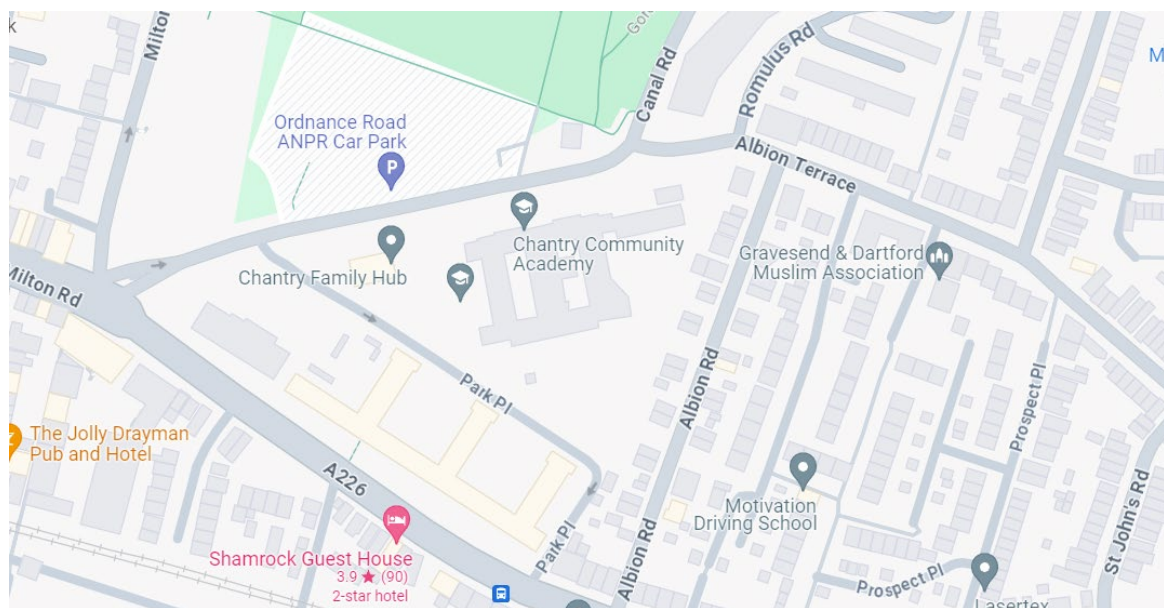 k
Milton
Gord
Canal Rd
Romulus Rd
M
Ordnance Road
ANPR Car Park
P
Albion Terrace
Chantry Community
Academy
Gravesend & Dartford
Muslim Association
Chantry Family Hub
Milton Rd
Park Pl
Albion Rd
Prospect Pl
The Jolly Drayman
Pub and Hotel
A226
Motivation
Driving School
St John's Rd
Park Pl
Albion Rd
Shamrock Guest House
3.9 ★ (90)
2-star hotel
Prospect Pl
Lasertex